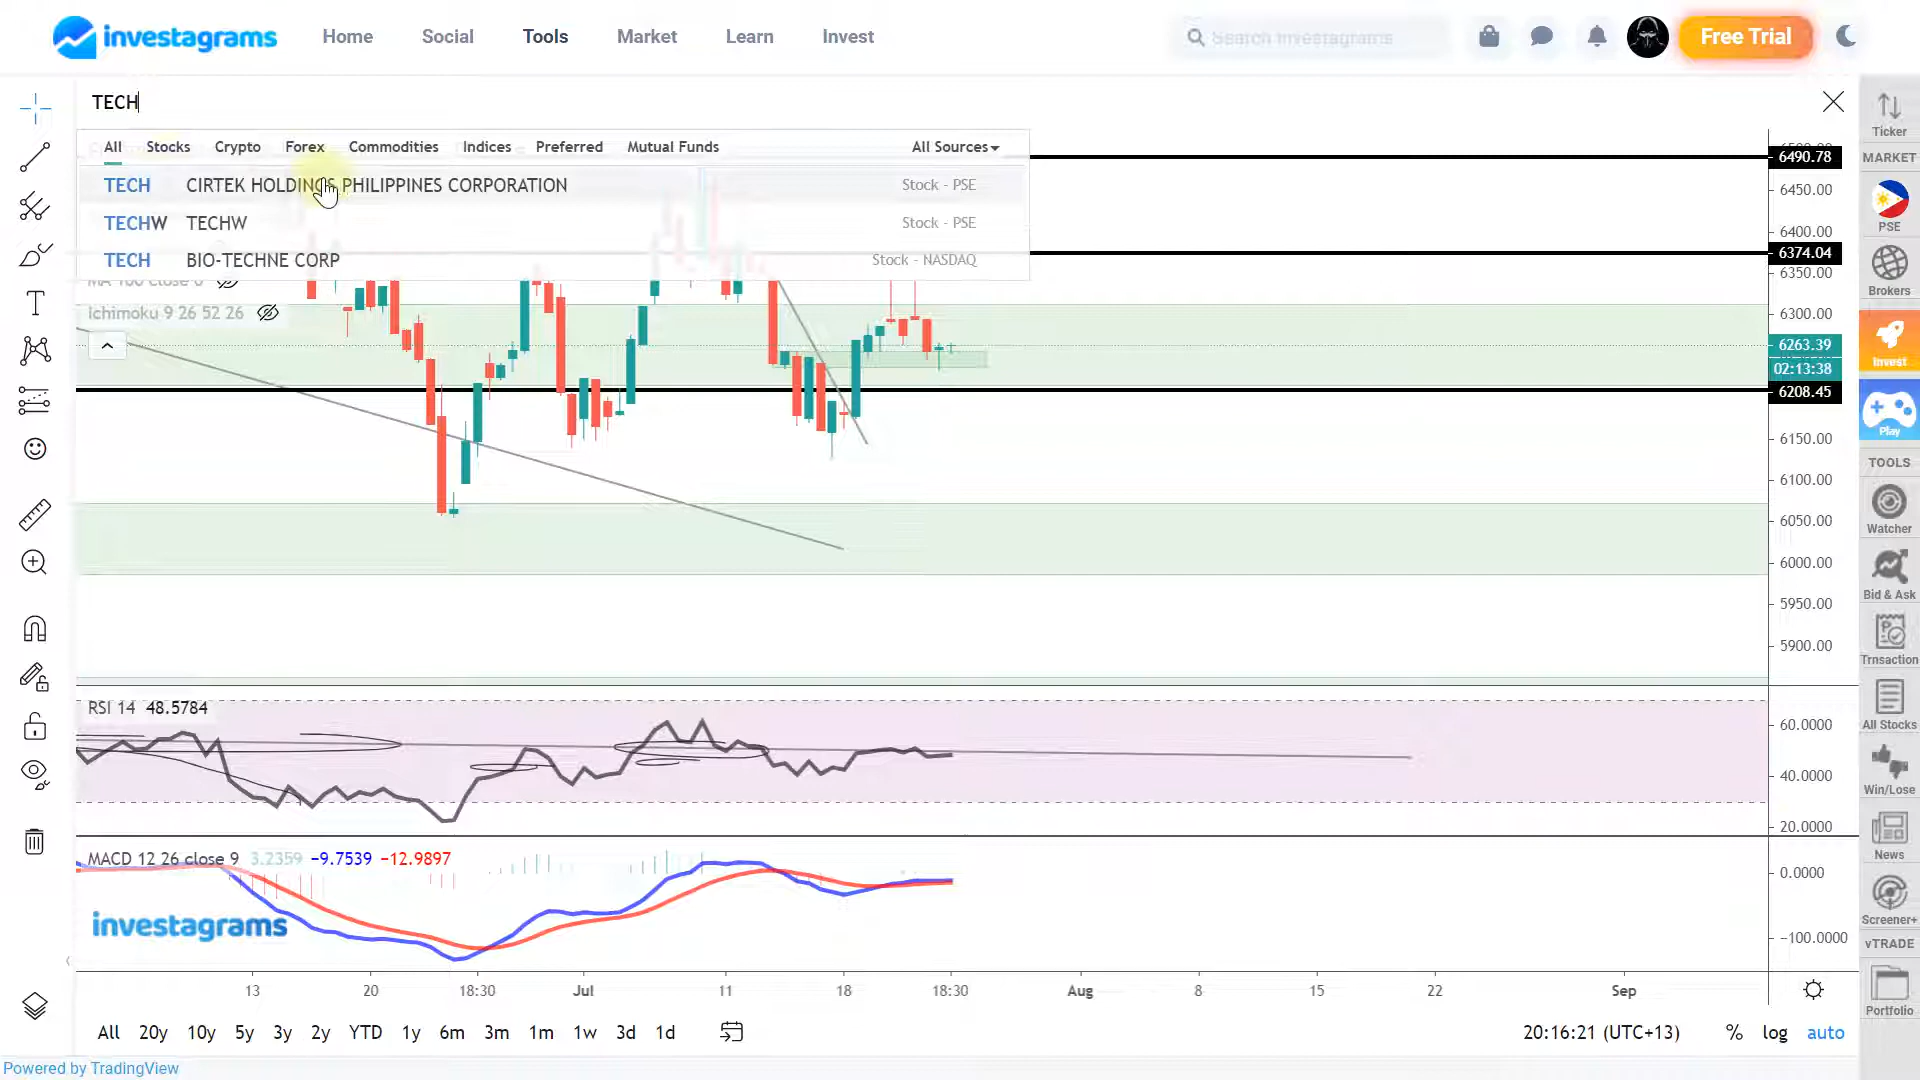 investagrams Home Social Tools Market Learn Invest Search Investagrams Free Trial
TECH
All Stocks Crypto Forex Commodities Indices Preferred Mutual Funds All Sources
TECH CIRTEK HOLDINGS PHILIPPINES CORPORATION Stock - PSE
TECHW TECHW Stock - PSE
TECH BIO-TECHNE CORP Stock - NASDAQ
MA 100 close 0
Ichimoku 9 26 52 26
6490.78
6450.00
6400.00
6374.04
6350.00
6300.00
6263.39
02:13:38
6208.45
6150.00
6100.00
6050.00
6000.00
5950.00
5900.00
RSI 14 48.5784
60.0000
40.0000
20.0000
MACD 12 26 close 9 3.2359 −9.7539 −12.9897
0.0000
−100.0000
investagrams
13 20 18:30 Jul 11 18 18:30 Aug 8 15 22 Sep
All 20y 10y 5y 3y 2y YTD 1y 6m 3m 1m 1w 3d 1d 20:16:21 (UTC+13) % log auto
Powered by TradingView
Ticker
MARKET
PSE
Brokers
Invest
Play
TOOLS
Watcher
Bid & Ask
Trnsaction
All Stocks
Win/Lose
News
Screener+
vTRADE
Portfolio